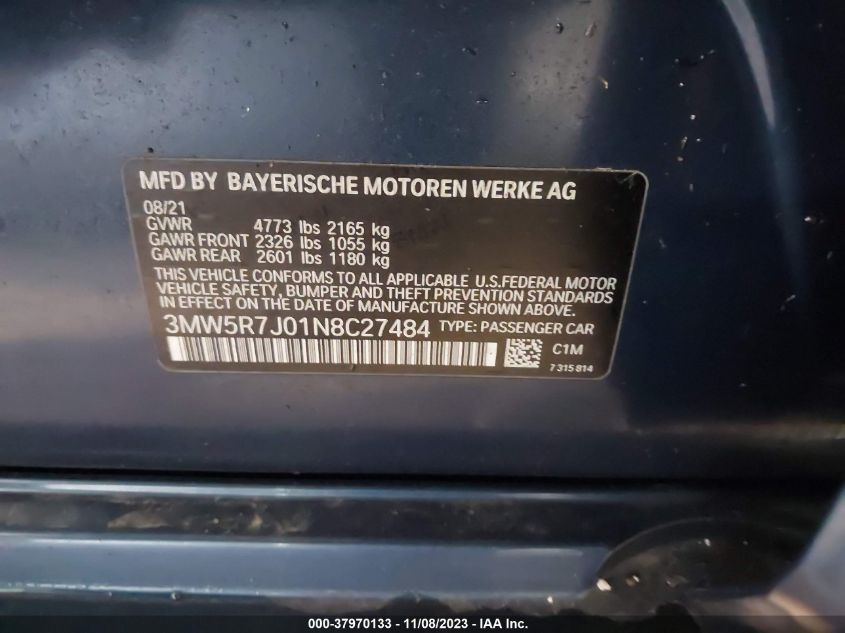 MFD BY BAYERISCHE MOTOREN WERKE AG
08/21
GVWR 4773 lbs 2165 kg
GAWR FRONT 2326 lbs 1055 kg
GAWR REAR 2601 lbs 1180 kg
THIS VEHICLE CONFORMS TO ALL APPLICABLE U.S.FEDERAL MOTOR
VEHICLE SAFETY, BUMPER AND THEFT PREVENTION STANDARDS
IN EFFECT ON THE DATE OF MANUFACTURE SHOWN ABOVE.
3MW5R7J01N8C27484 TYPE: PASSENGER CAR
C1M
7 315 814
000-37970133 - 11/08/2023 - COPYRIGHT IAA, Inc.